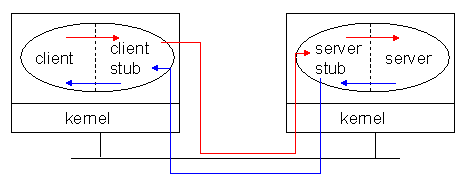 client
client
stub
server
stub
server
kernel
kernel